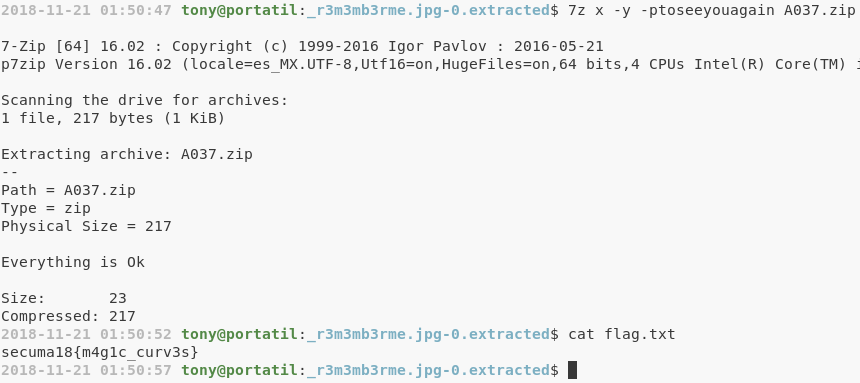 2018-11-21 01:50:47 tony@portatil:_r3m3mb3rme.jpg-0.extracted$ 7z x -y -ptoseeyouagain A037.zip
7-Zip [64] 16.02 : Copyright (c) 1999-2016 Igor Pavlov : 2016-05-21
p7zip Version 16.02 (locale=es_MX.UTF-8,Utf16=on,HugeFiles=on,64 bits,4 CPUs Intel(R) Core(TM) i
Scanning the drive for archives:
1 file, 217 bytes (1 KiB)
Extracting archive: A037.zip
--
Path = A037.zip
Type = zip
Physical Size = 217
Everything is Ok
Size:       23
Compressed: 217
2018-11-21 01:50:52 tony@portatil:_r3m3mb3rme.jpg-0.extracted$ cat flag.txt
secuma18{m4g1c_curv3s}
2018-11-21 01:50:57 tony@portatil:_r3m3mb3rme.jpg-0.extracted$